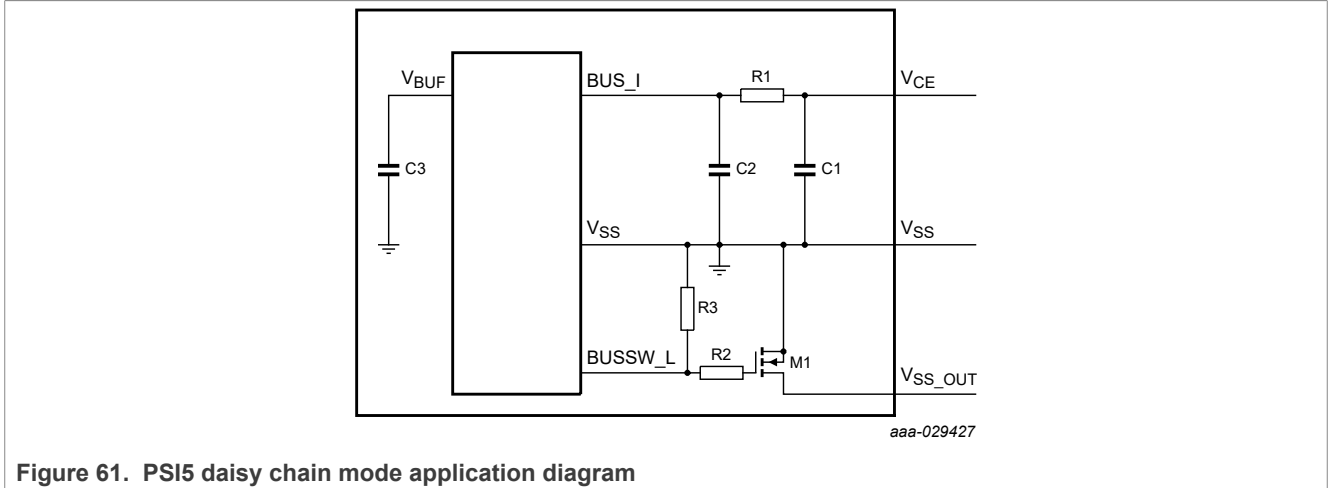 VBUF
BUS_I
R1
VCE
C3
C2
C1
VSS
VSS
R3
BUSSW_L
R2
M1
VSS_OUT
aaa-029427
Figure 61. PSI5 daisy chain mode application diagram